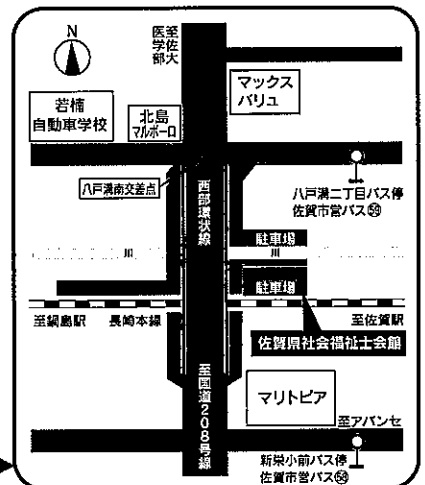 N
至佐大
医学部
マックス
バリュ
若楠
自動車学校
北島
マルボーロ
八戸溝南交差点
西部環状線
八戸溝二丁目バス停
佐賀市営バス㊾
駐車場
川
川
駐車場
至鍋島駅
長崎本線
至佐賀駅
佐賀県社会福祉士会館
至国道208号線
マリトピア
至アバンセ
新栄小前バス停
佐賀市営バス